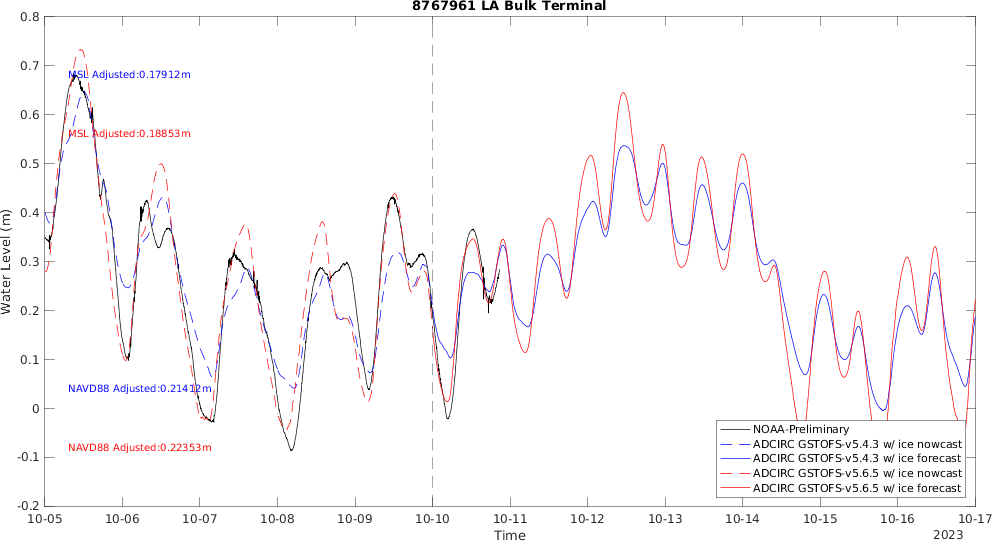 8767961 LA Bulk Terminal
0.8
0.7
0.6
0.5
0.4
0.3
0.2
0.1
0
-0.1
-0.2
Water Level (m)
MSL Adjusted:0.17912m
MSL Adjusted:0.18853m
NAVD88 Adjusted:0.21412m
NAVD88 Adjusted:0.22353m
NOAA-Preliminary
ADCIRC GSTOFS-v5.4.3 w/ ice nowcast
ADCIRC GSTOFS-v5.4.3 w/ ice forecast
ADCIRC GSTOFS-v5.6.5 w/ ice nowcast
ADCIRC GSTOFS-v5.6.5 w/ ice forecast
10-05 10-06 10-07 10-08 10-09 10-10 10-11 10-12 10-13 10-14 10-15 10-16 10-17
Time
2023